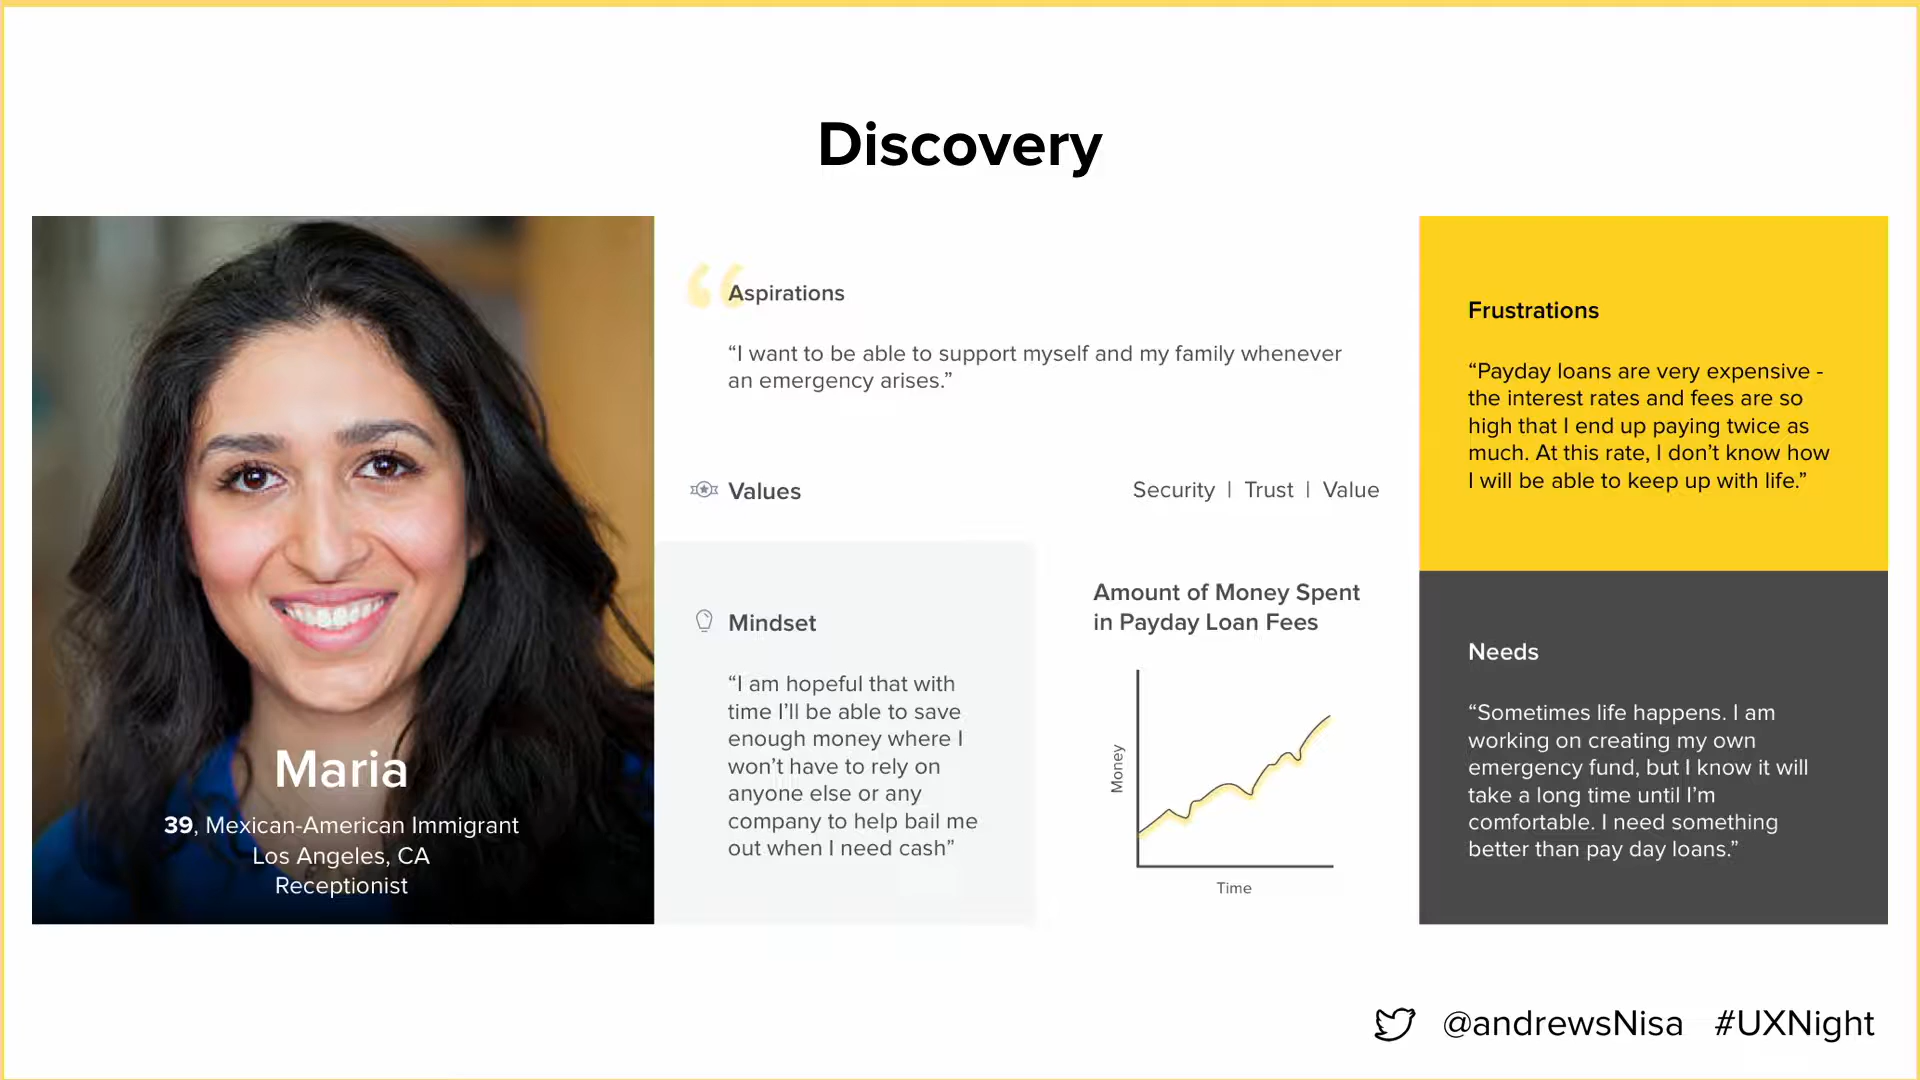 Discovery
Maria
39, Mexican-American Immigrant
Los Angeles, CA
Receptionist
Aspirations
“I want to be able to support myself and my family whenever
an emergency arises.”
Values
Security | Trust | Value
Mindset
“I am hopeful that with
time I’ll be able to save
enough money where I
won’t have to rely on
anyone else or any
company to help bail me
out when I need cash”
Amount of Money Spent
in Payday Loan Fees
Money
Time
Frustrations
“Payday loans are very expensive -
the interest rates and fees are so
high that I end up paying twice as
much. At this rate, I don’t know how
I will be able to keep up with life.”
Needs
“Sometimes life happens. I am
working on creating my own
emergency fund, but I know it will
take a long time until I’m
comfortable. I need something
better than pay day loans.”
@andrewsNisa #UXNight